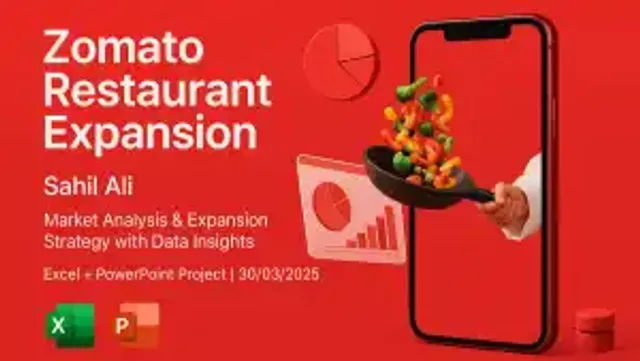 Zomato
Restaurant
Expansion
Sahil Ali
Market Analysis & Expansion
Strategy with Data Insights
Excel + PowerPoint Project | 30/03/2025
X
P